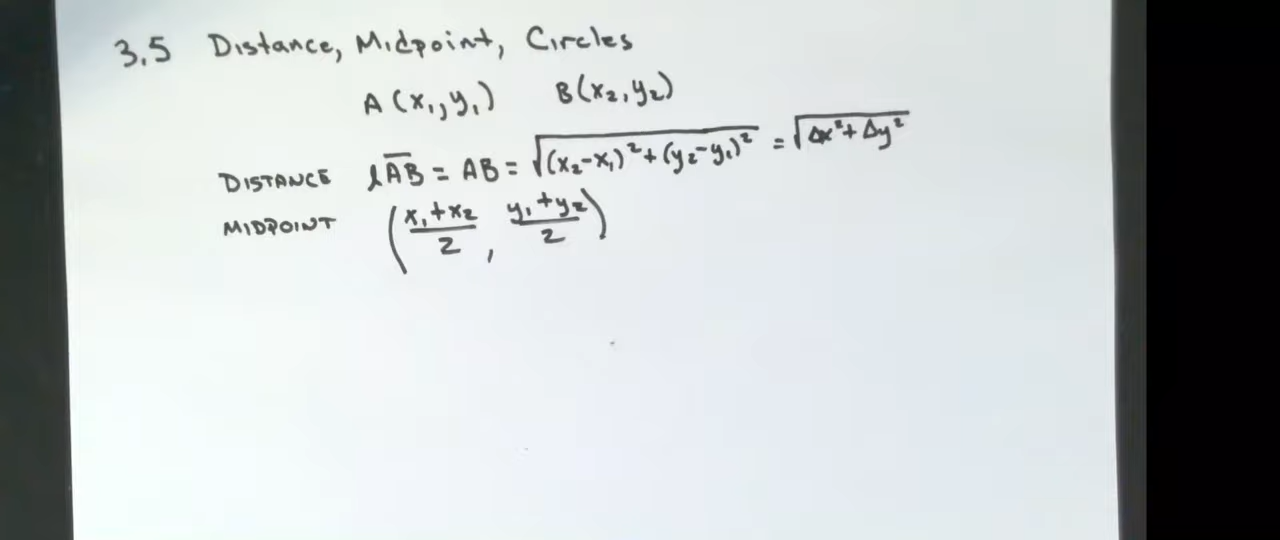 3.5 Distance, Midpoint, Circles
A (x₁, y₁) B(x₂, y₂)
DISTANCE l A̅B̅ = AB = √((x₂-x₁)² + (y₂-y₁)²) = √(Δx² + Δy²)
MIDPOINT ((x₁+x₂)/2, (y₁+y₂)/2)